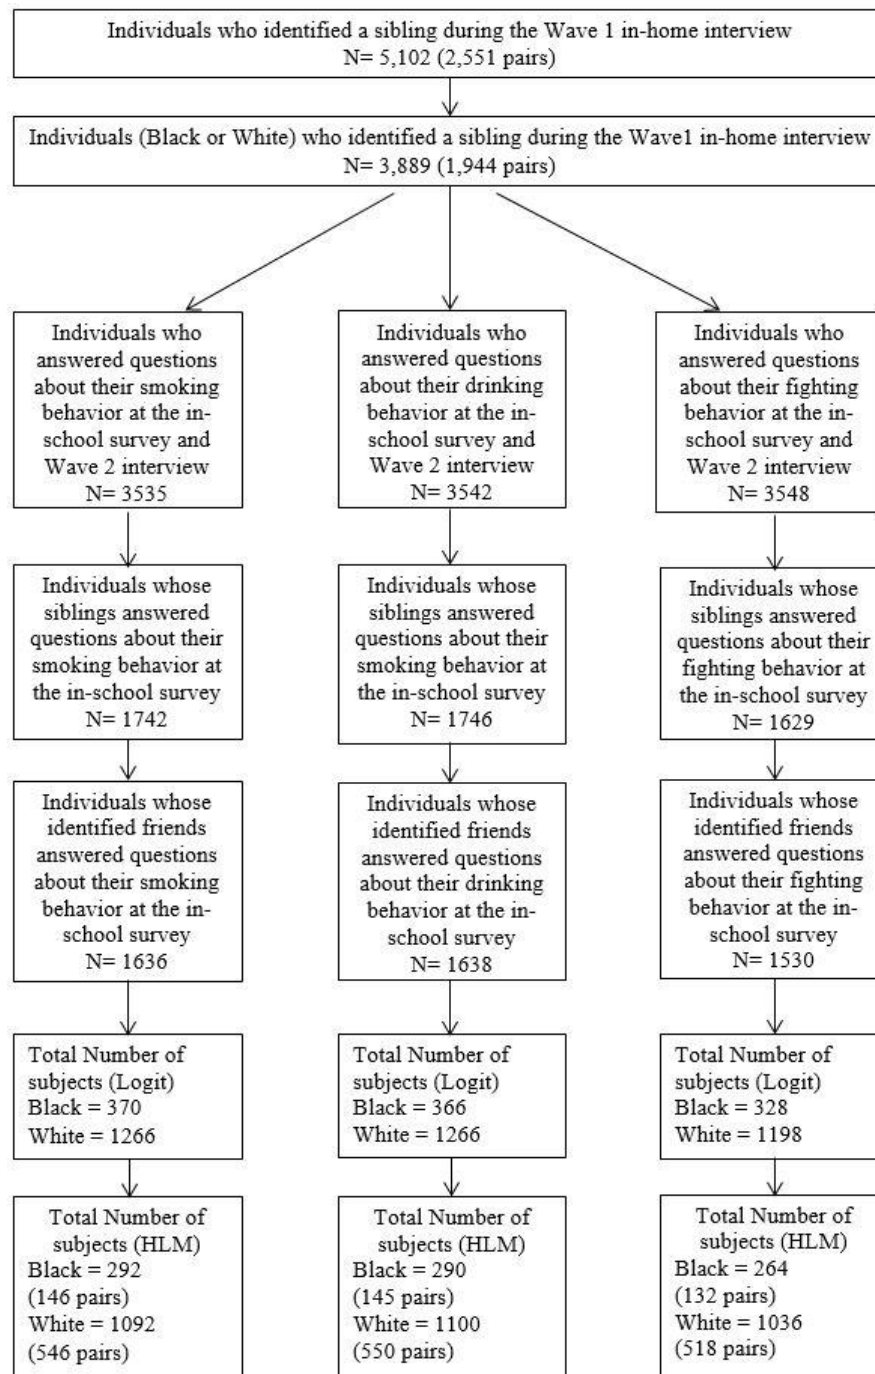 Individuals who identified a sibling during the Wave 1 in-home interview
N= 5,102 (2,551 pairs)
Individuals (Black or White) who identified a sibling during the Wave1 in-home interview
N= 3,889 (1,944 pairs)
Individuals who
answered questions
about their smoking
behavior at the in-
school survey and
Wave 2 interview
N= 3535
Individuals who
answered questions
about their drinking
behavior at the in-
school survey and
Wave 2 interview
N= 3542
Individuals who
answered questions
about their fighting
behavior at the in-
school survey and
Wave 2 interview
N= 3548
Individuals whose
siblings answered
questions about their
smoking behavior at
the in-school survey
N= 1742
Individuals whose
siblings answered
questions about their
smoking behavior at
the in-school survey
N= 1746
Individuals whose
siblings answered
questions about their
fighting behavior at
the in-school survey
N= 1629
Individuals whose
identified friends
answered questions
about their smoking
behavior at the in-
school survey
N= 1636
Individuals whose
identified friends
answered questions
about their drinking
behavior at the in-
school survey
N= 1638
Individuals whose
identified friends
answered questions
about their fighting
behavior at the in-
school survey
N= 1530
Total Number of
subjects (Logit)
Black = 370
White = 1266
Total Number of
subjects (Logit)
Black = 366
White = 1266
Total Number of
subjects (Logit)
Black = 328
White = 1198
Total Number of
subjects (HLM)
Black = 292
(146 pairs)
White = 1092
(546 pairs)
Total Number of
subjects (HLM)
Black = 290
(145 pairs)
White = 1100
(550 pairs)
Total Number of
subjects (HLM)
Black = 264
(132 pairs)
White = 1036
(518 pairs)